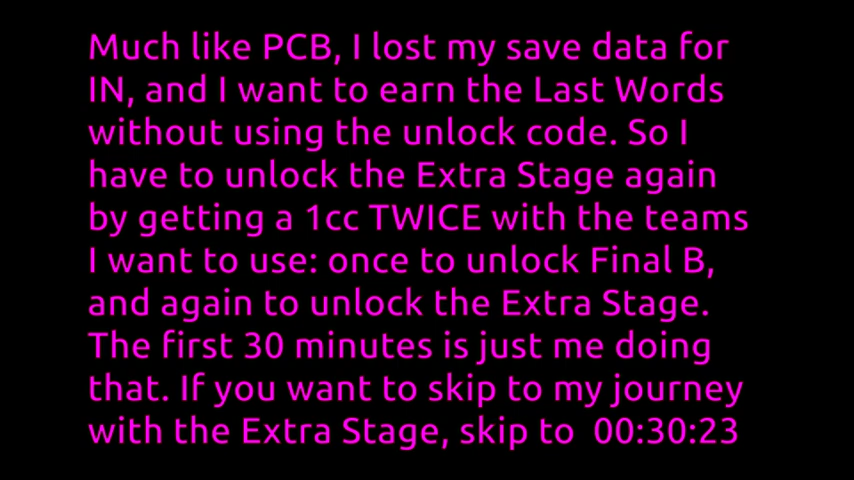 Much like PCB, I lost my save data for
IN, and I want to earn the Last Words
without using the unlock code. So I
have to unlock the Extra Stage again
by getting a 1cc TWICE with the teams
I want to use: once to unlock Final B,
and again to unlock the Extra Stage.
The first 30 minutes is just me doing
that. If you want to skip to my journey
with the Extra Stage, skip to  00:30:23